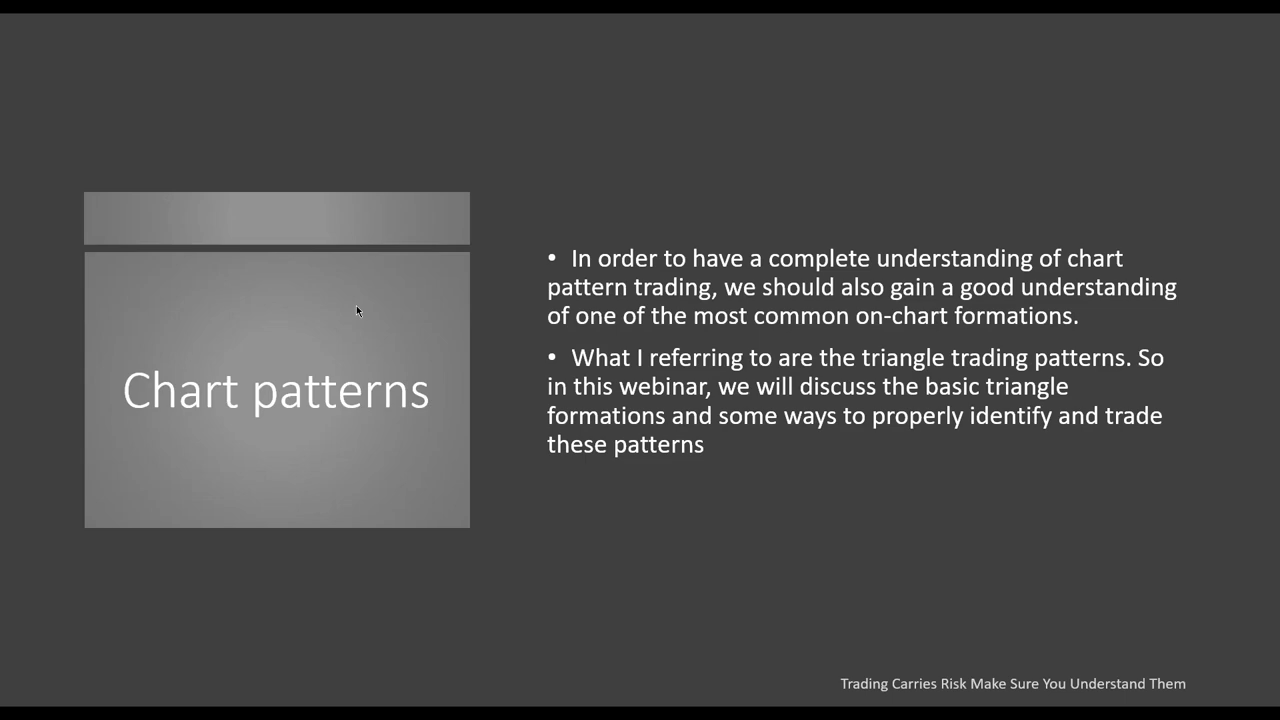 Chart patterns
• In order to have a complete understanding of chart
pattern trading, we should also gain a good understanding
of one of the most common on-chart formations.
• What I referring to are the triangle trading patterns. So
in this webinar, we will discuss the basic triangle
formations and some ways to properly identify and trade
these patterns
Trading Carries Risk Make Sure You Understand Them